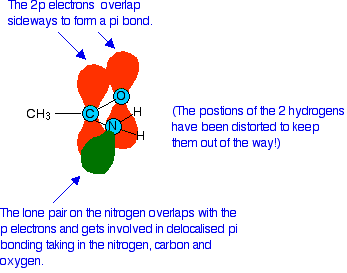 The 2p electrons overlap
sideways to form a pi bond.
O
CH3
C
H
N
H
(The postions of the 2 hydrogens
have been distorted to keep
them out of the way!)
The lone pair on the nitrogen overlaps with the
p electrons and gets involved in delocalised pi
bonding taking in the nitrogen, carbon and
oxygen.